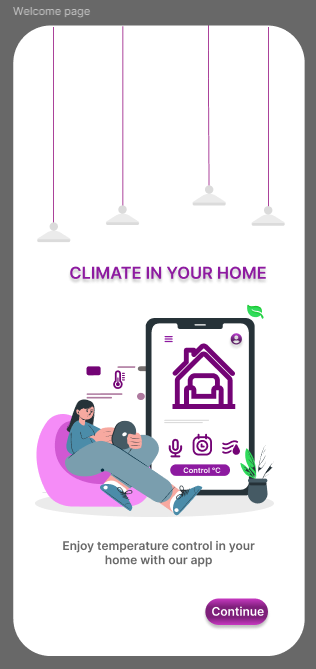 Welcome page
CLIMATE IN YOUR HOME
Control °C
Enjoy temperature control in your
home with our app
Continue